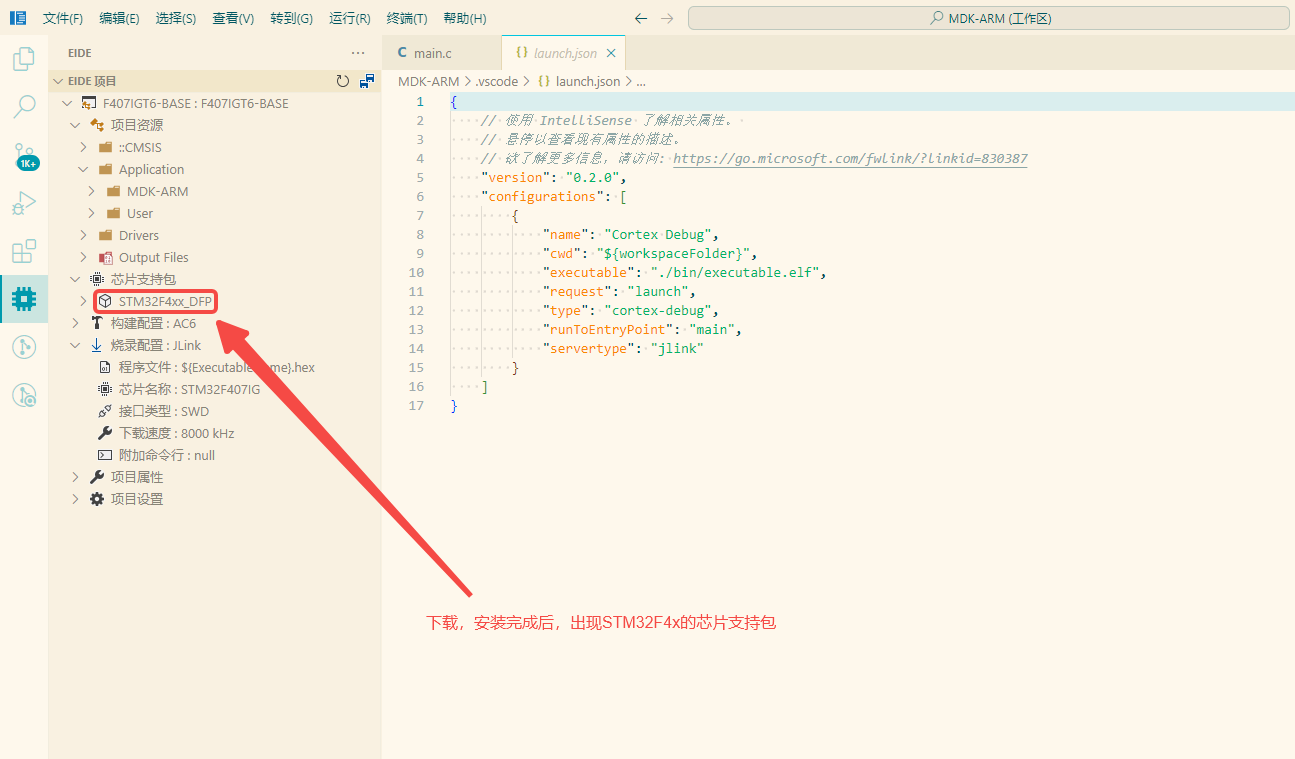 文件(F) 编辑(E) 选择(S) 查看(V) 转到(G) 运行(R) 终端(T) 帮助(H) MDK-ARM (工作区)
EIDE
EIDE 项目
F407IGT6-BASE : F407IGT6-BASE
项目资源
::CMSIS
Application
MDK-ARM
User
Drivers
Output Files
芯片支持包
STM32F4xx_DFP
构建配置 : AC6
烧录配置 : JLink
芯片名称 : STM32F407IG
接口类型 : SWD
下载速度 : 8000 kHz
附加命令行 : null
项目属性
项目设置
1K+
C main.c {} launch.json
MDK-ARM > .vscode > {} launch.json > ...
1 {
2 // 使用 IntelliSense 了解相关属性。
3 // 悬停以查看现有属性的描述。
4 // 欲了解更多信息，请访问: https://go.microsoft.com/fwlink/?linkid=830387
5 "version": "0.2.0",
6 "configurations": [
7 {
8 "name": "Cortex Debug",
9 "cwd": "${workspaceFolder}",
10 "executable": "./bin/executable.elf",
11 "request": "launch",
12 "type": "cortex-debug",
13 "runToEntryPoint": "main",
14 "servertype": "jlink"
15 }
16 ]
17 }
下载，安装完成后，出现STM32F4x的芯片支持包